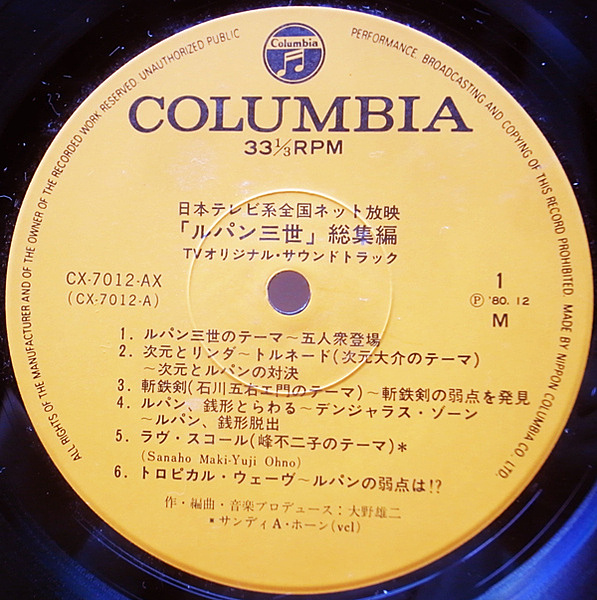 ALL RIGHTS OF THE MANUFACTURER AND OF THE OWNER OF THE RECORDED WORK RESERVED. UNAUTHORIZED PUBLIC PERFORMANCE, BROADCASTING AND COPYING OF THIS RECORD PROHIBITED. MADE BY NIPPON COLUMBIA CO. LTD.
Columbia
COLUMBIA
33 1/3 RPM
日本テレビ系全国ネット放映
「ルパン三世」総集編
TVオリジナル・サウンドトラック
CX-7012-AX
(CX-7012-A)
1
Ⓟ '80. 12
M
1. ルパン三世のテーマ~五人衆登場
2. 次元とリンダ~トルネード(次元大介のテーマ)
~次元とルパンの対決
3. 斬鉄剣(石川五右エ門のテーマ)~斬鉄剣の弱点を発見
4. ルパン、銭形とらわる~デンジャラス・ゾーン
~ルパン、銭形脱出
5. ラヴ・スコール(峰不二子のテーマ)*
(Sanaho Maki-Yuji Ohno)
6. トロピカル・ウェーヴ~ルパンの弱点は!?
作・編曲・音楽プロデュース:大野雄二
*サンディA・ホーン(vcl)